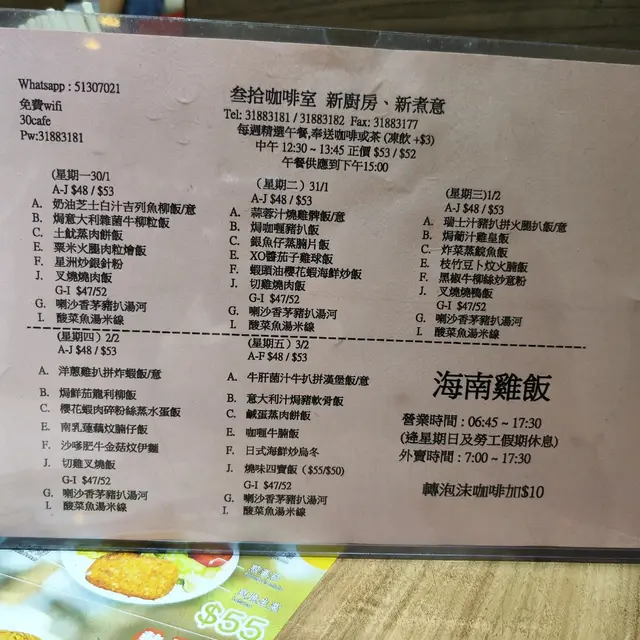 Whatsapp : 51307021
免費wifi
30cafe
Pw:31883181
叁拾咖啡室 新廚房、新煮意
Tel: 31883181 / 31883182 Fax: 31883177
每週精選午餐,奉送咖啡或茶 (凍飲 +$3)
中午 12:30 ~ 13:45 正價 $53 / $52
午餐供應到下午15:00
(星期一30/1
A-J $48 / $53
A. 奶油芝士白汁吉列魚柳飯/意
B. 焗意大利雜菌牛柳粒飯
C. 土魷蒸肉餅飯
E. 粟米火腿肉粒燴飯
F. 星洲炒銀針粉
J. 叉燒燒肉飯
G-I $47/52
G. 喇沙香茅豬扒湯河
I. 酸菜魚湯米線
(星期二）31/1
A-J $48 / $53
A. 蒜蓉汁燒雞髀飯/意
B. 焗咖喱豬扒飯
C. 銀魚仔蒸腩片飯
E. XO醬茄子雞球飯
F. 蝦頭油櫻花蝦海鮮炒飯
J. 切雞燒肉飯
G-I $47/52
G. 喇沙香茅豬扒湯河
I. 酸菜魚湯米線
(星期三)1/2
A-J $48 / $53
A. 瑞士汁豬扒拼火腿扒飯/意
B. 焗葡汁雞皇飯
C. 炸菜蒸鯇魚飯
E. 枝竹豆卜炆火腩飯
F. 黑椒牛柳絲炒意粉
J. 叉燒燒鴨飯
G-I $47/52
G. 喇沙香茅豬扒湯河
I. 酸菜魚湯米線
(星期四）2/2
A-J $48 / $53
A. 洋蔥雞扒拼炸蝦飯/意
B. 焗鮮茄龍利柳飯
C. 櫻花蝦肉碎粉絲蒸水蛋飯
E. 南乳蓮藕炆腩仔飯
F. 沙嗲肥牛金菇炆伊麵
J. 切雞叉燒飯
G-I $47/52
G. 喇沙香茅豬扒湯河
I. 酸菜魚湯米線
(星期五）3/2
A-F $48 / $53
A. 牛肝菌汁牛扒拼漢堡飯/意
B. 意大利汁焗豬軟骨飯
C. 鹹蛋蒸肉餅飯
E. 咖喱牛腩飯
F. 日式海鮮炒烏冬
J. 燒味四寶飯（$55/$50)
G-I $47/52
G. 喇沙香茅豬扒湯河
I. 酸菜魚湯米線
海南雞飯
營業時間 : 06:45 ~ 17:30
(逢星期日及勞工假期休息)
外賣時間 : 7:00 ~ 17:30
轉泡沫咖啡加$10
$55